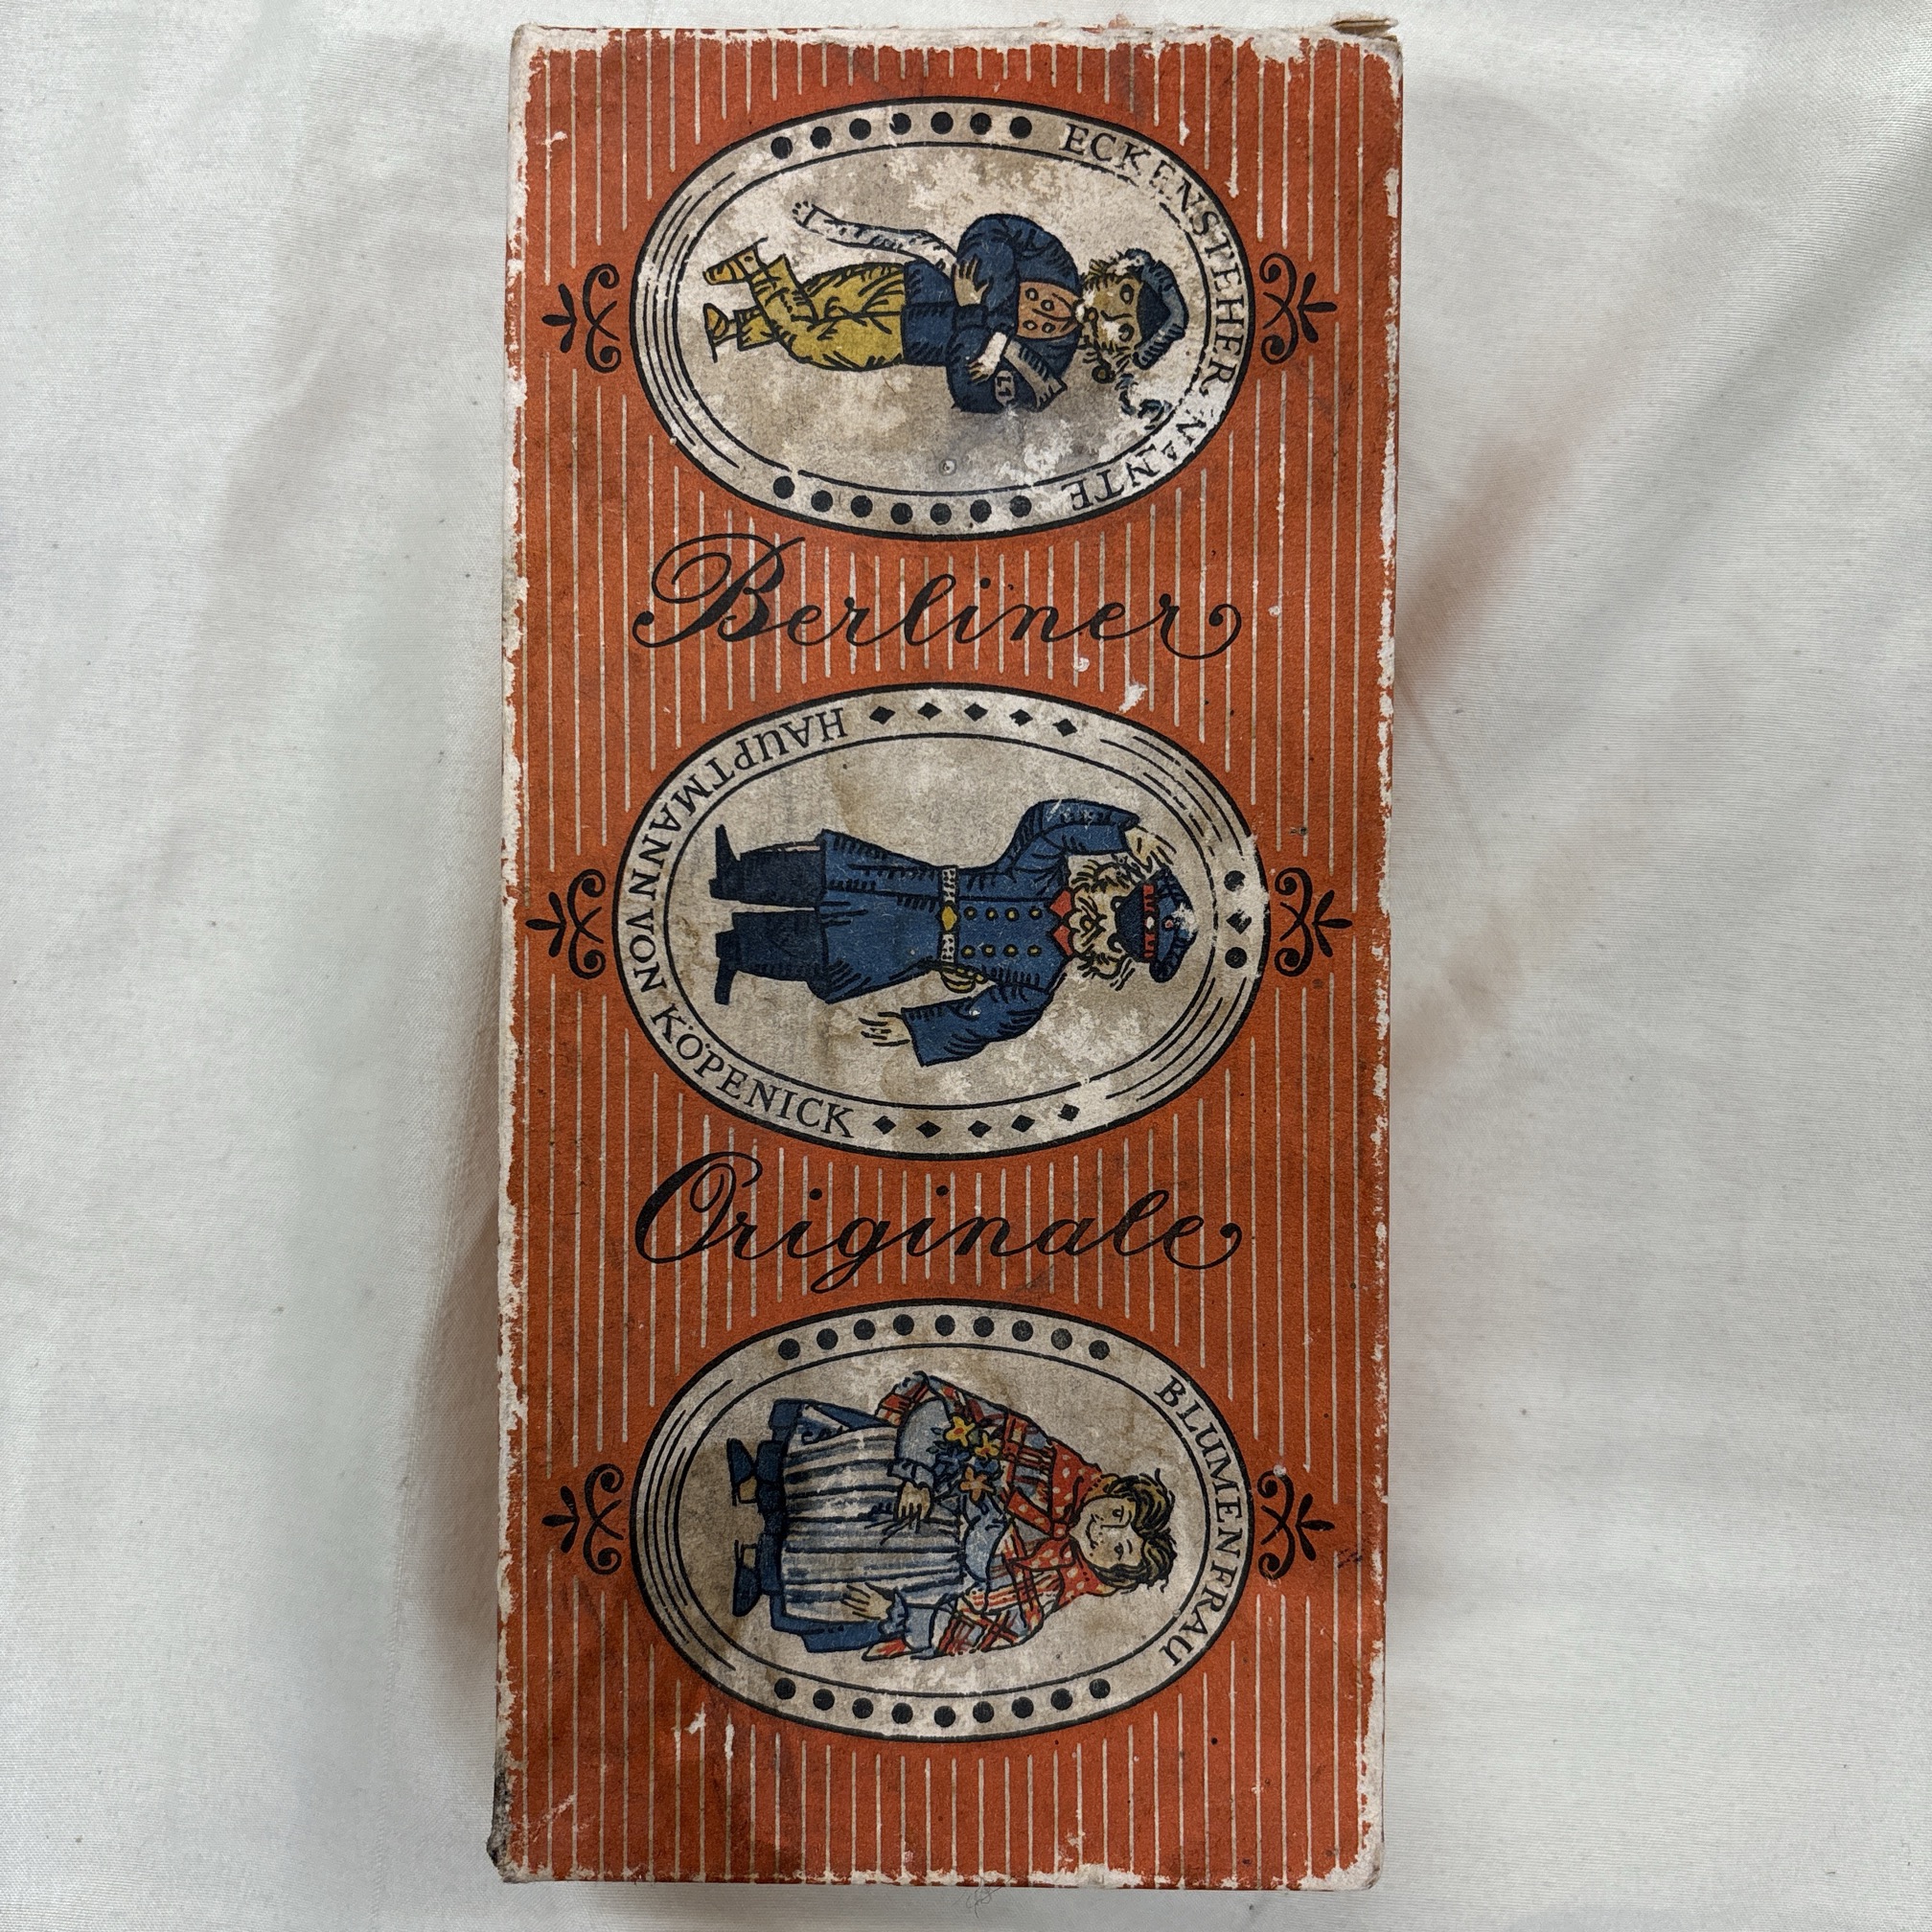 ECKENSTEHER NANTE
Berliner
HAUPTMANN VON KÖPENICK
Originale
BLUMENFRAU